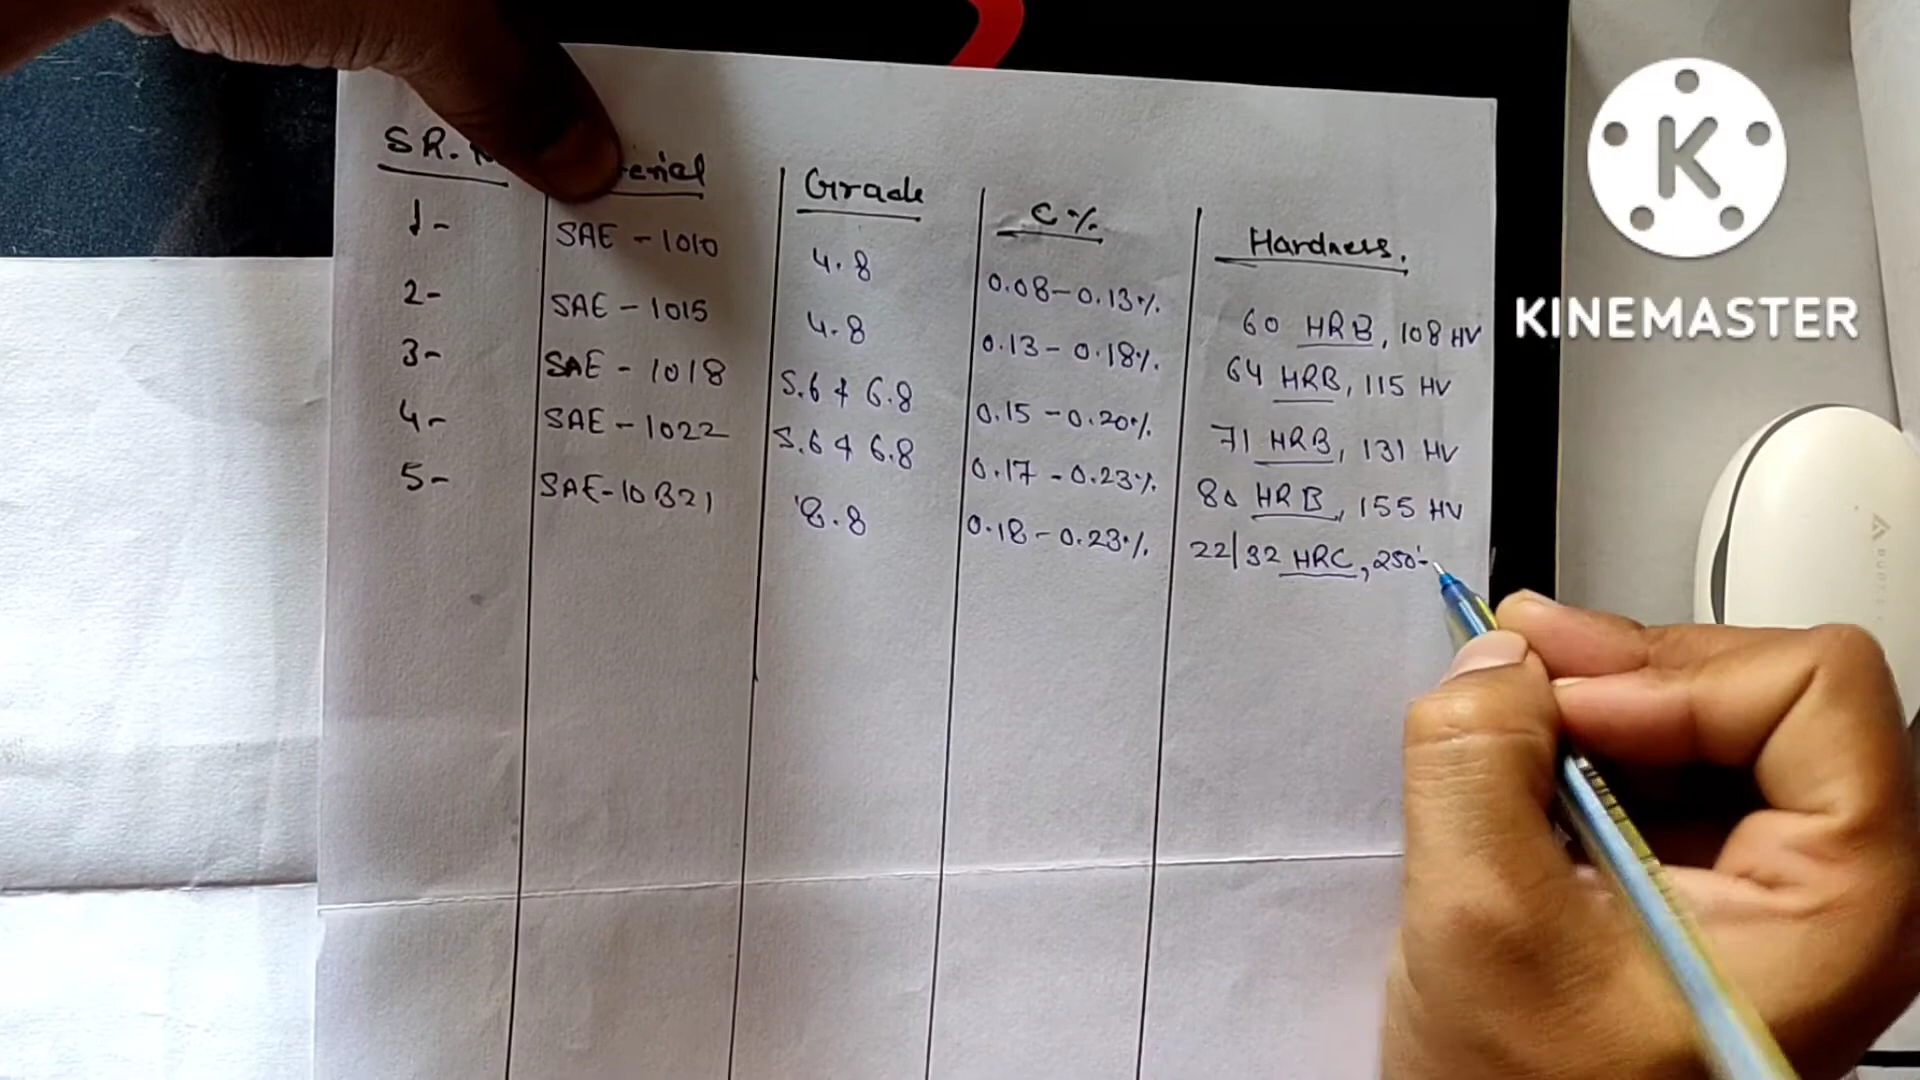 SR. Material Grade C% Hardness.
1- SAE - 1010 4.8 0.08-0.13% 60 HRB, 108 HV
2- SAE - 1015 4.8 0.13-0.18% 64 HRB, 115 HV
3- SAE - 1018 5.6 & 6.8 0.15-0.20% 71 HRB, 131 HV
4- SAE - 1022 5.6 & 6.8 0.17-0.23% 80 HRB, 155 HV
5- SAE-10B21 8.8 0.18-0.23% 22/32 HRC, 250-
K
KINEMASTER